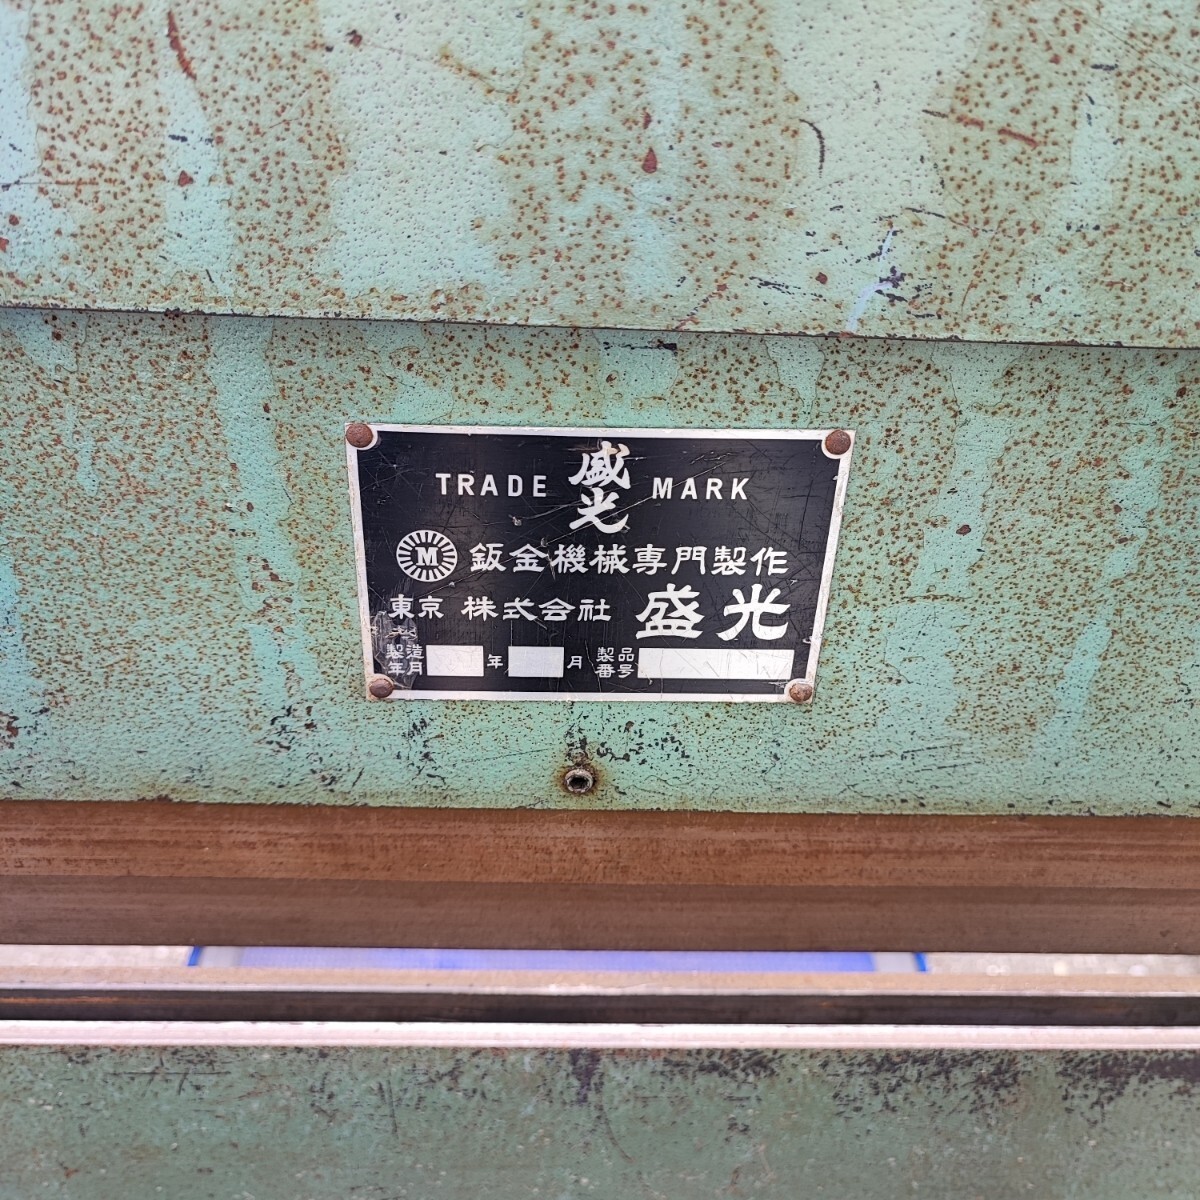 TRADE 盛光 MARK
M 鈑金機械専門製作
東京 株式会社 盛光
製造年月 年 月 製品番号